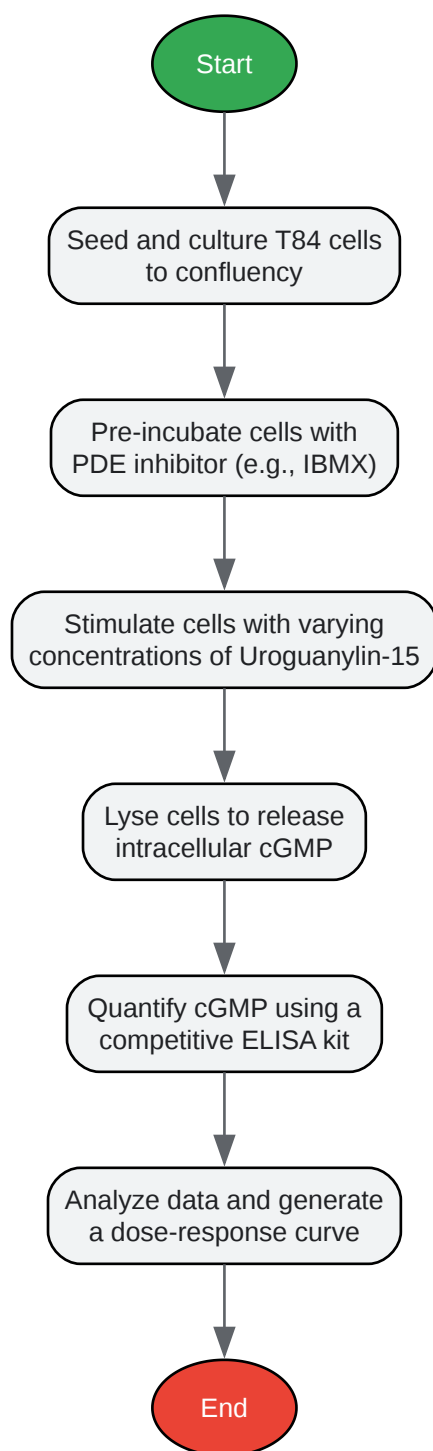 Start
Seed and culture T84 cells
to confluency
Pre-incubate cells with
PDE inhibitor (e.g., IBMX)
Stimulate cells with varying
concentrations of Uroguanylin-15
Lyse cells to release
intracellular cGMP
Quantify cGMP using a
competitive ELISA kit
Analyze data and generate
a dose-response curve
End